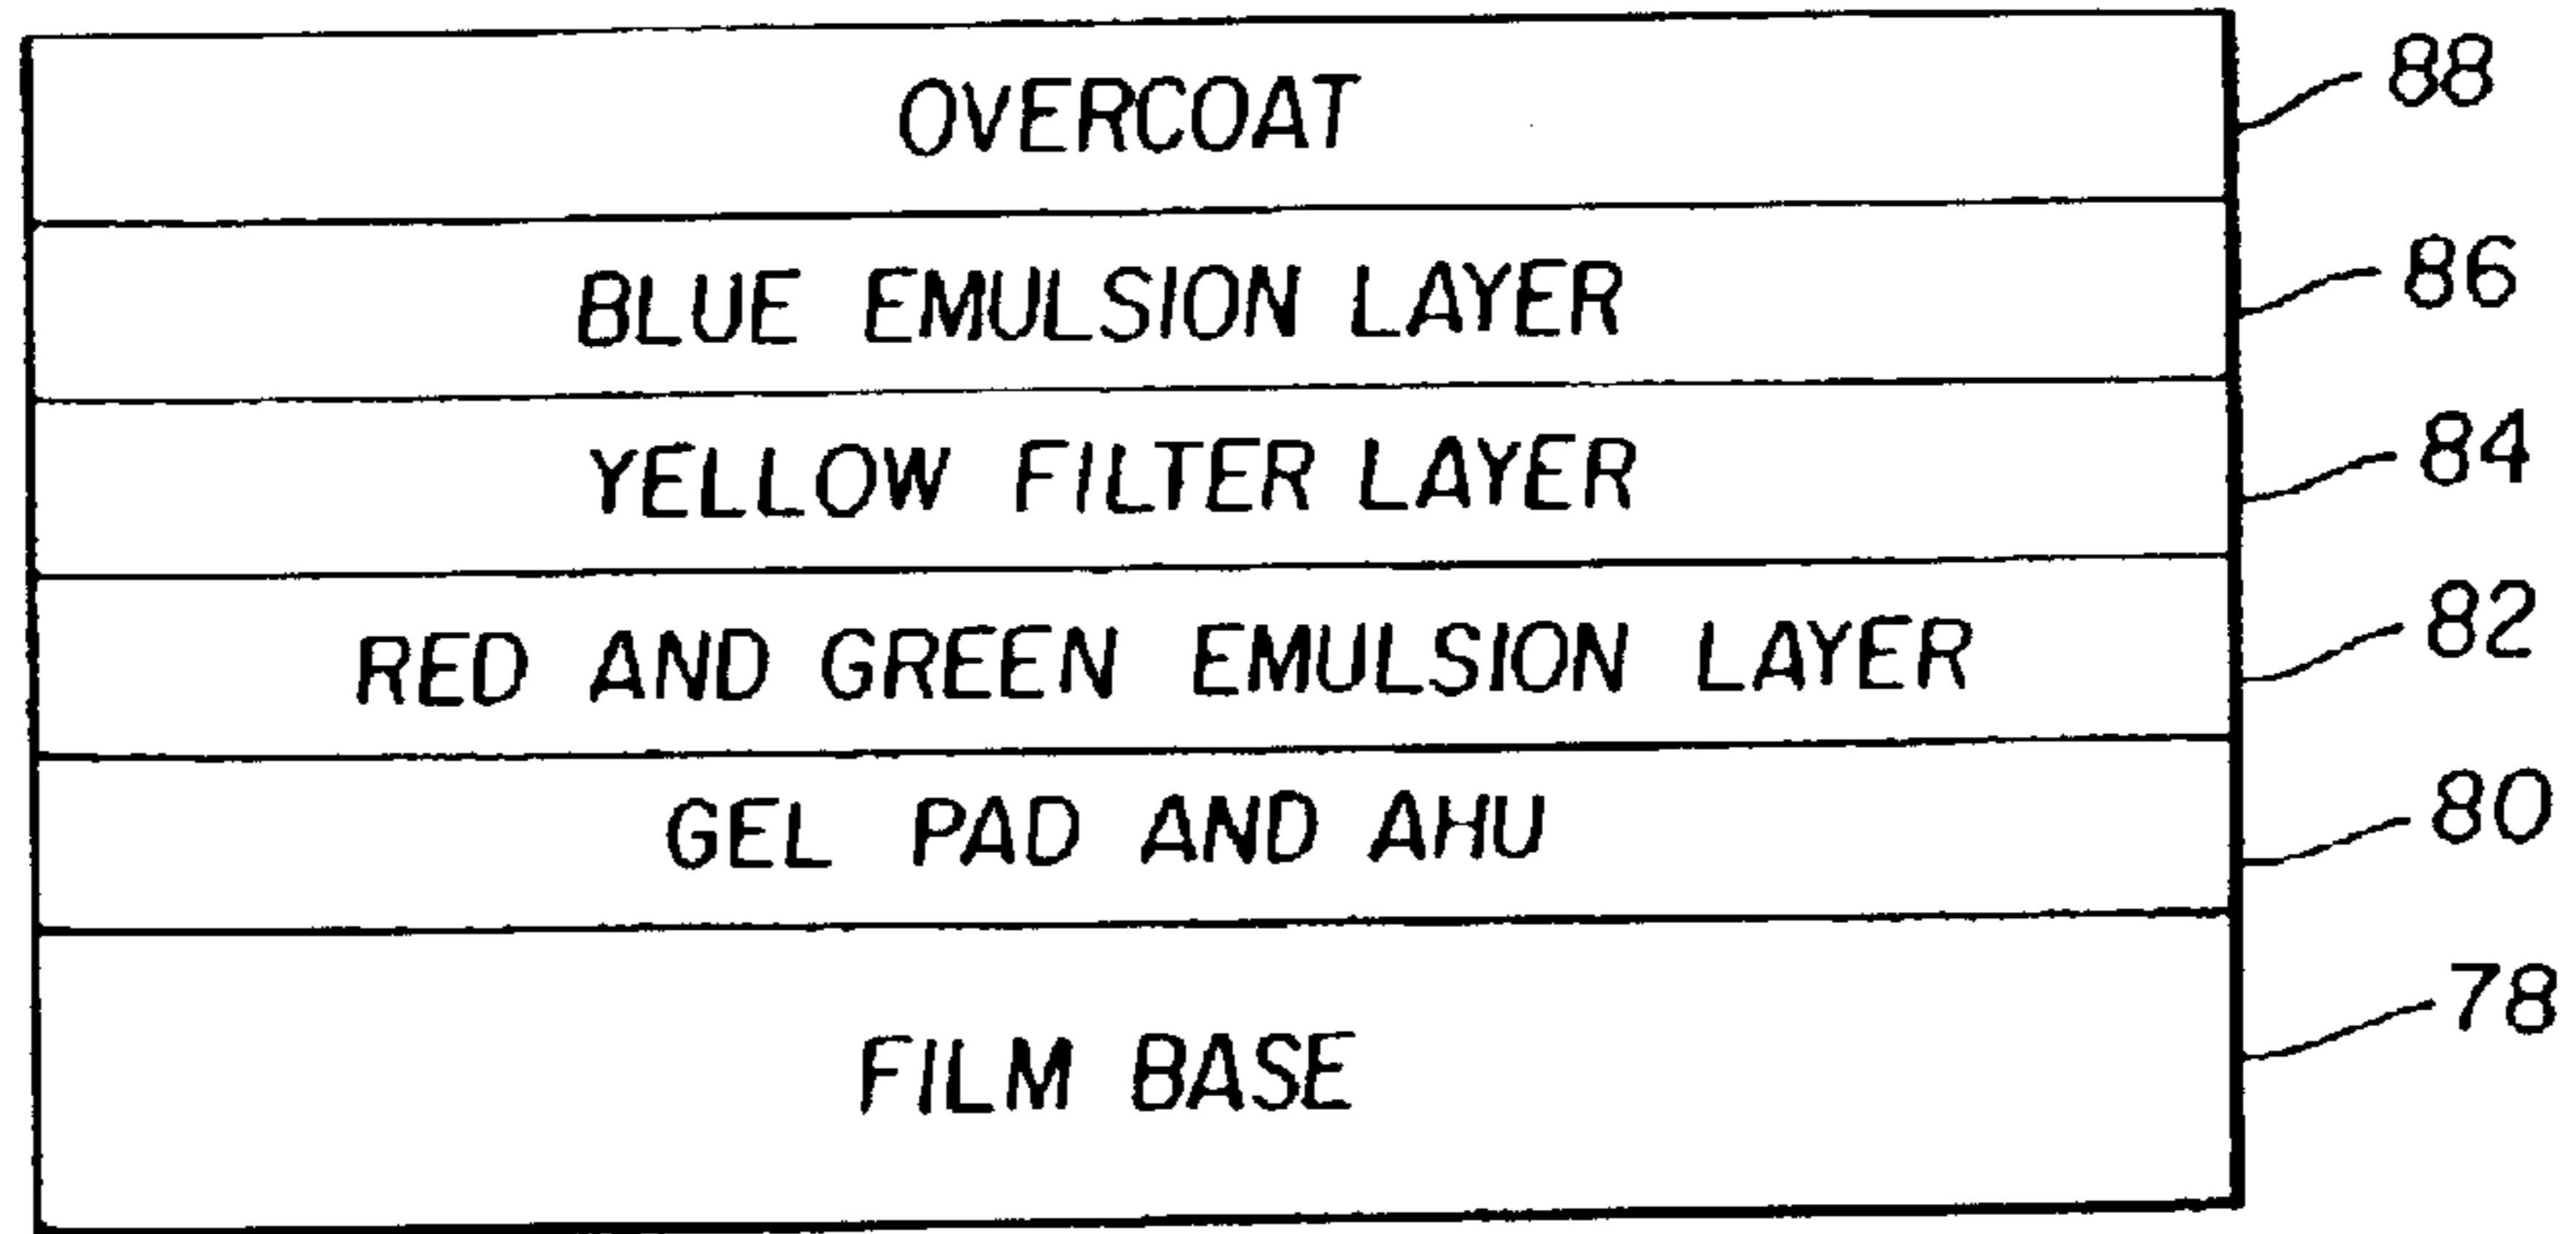 OVERCOAT 88
BLUE EMULSION LAYER 86
YELLOW FILTER LAYER 84
RED AND GREEN EMULSION LAYER 82
GEL PAD AND AHU 80
FILM BASE 78